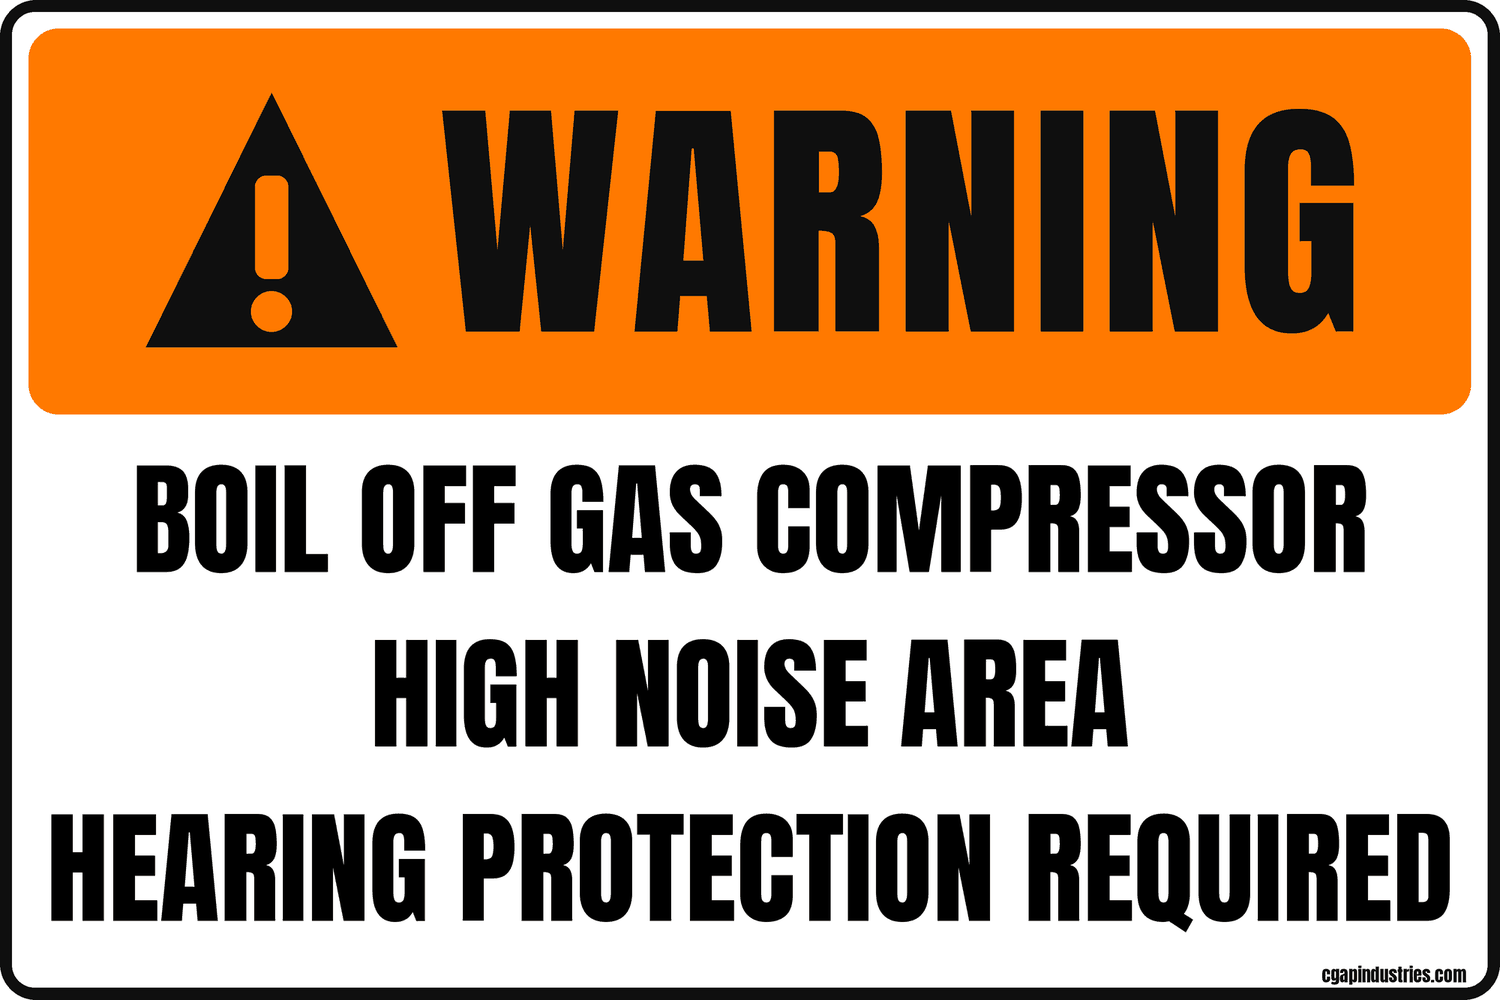 WARNING
BOIL OFF GAS COMPRESSOR
HIGH NOISE AREA
HEARING PROTECTION REQUIRED
cgapindustries.com